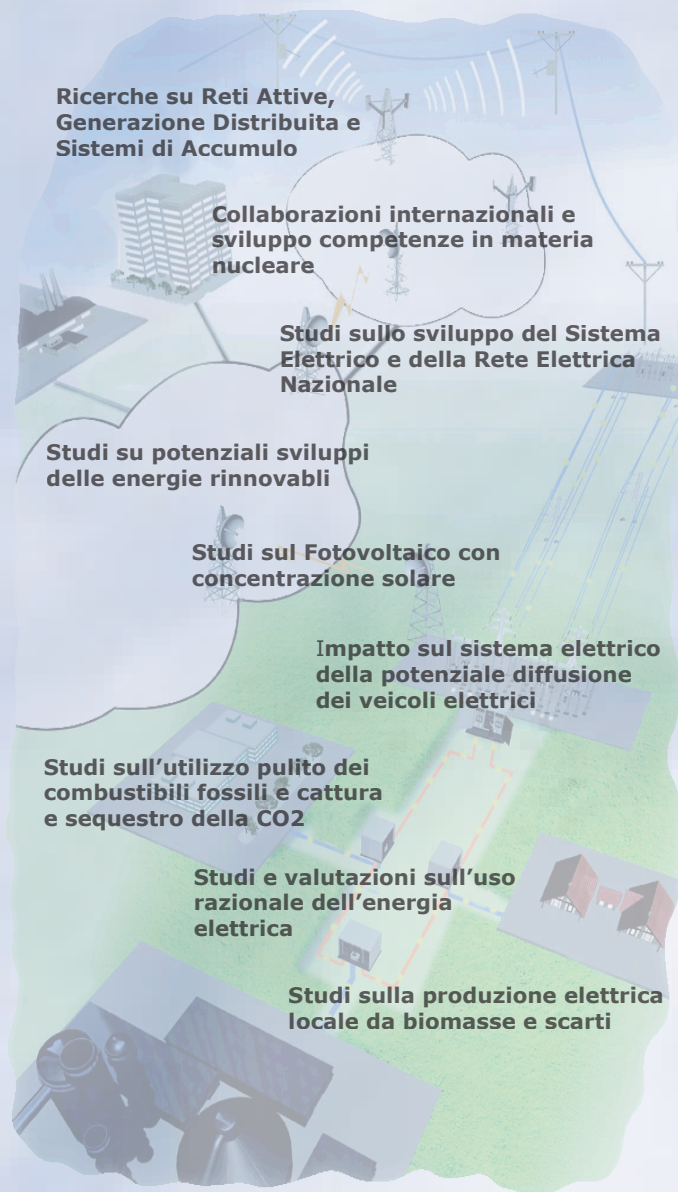 Ricerche su Reti Attive,
Generazione Distribuita e
Sistemi di Accumulo
Collaborazioni internazionali e
sviluppo competenze in materia
nucleare
Studi sullo sviluppo del Sistema
Elettrico e della Rete Elettrica
Nazionale
Studi su potenziali sviluppi
delle energie rinnovabli
Studi sul Fotovoltaico con
concentrazione solare
Impatto sul sistema elettrico
della potenziale diffusione
dei veicoli elettrici
Studi sull’utilizzo pulito dei
combustibili fossili e cattura
e sequestro della CO2
Studi e valutazioni sull’uso
razionale dell’energia
elettrica
Studi sulla produzione elettrica
locale da biomasse e scarti